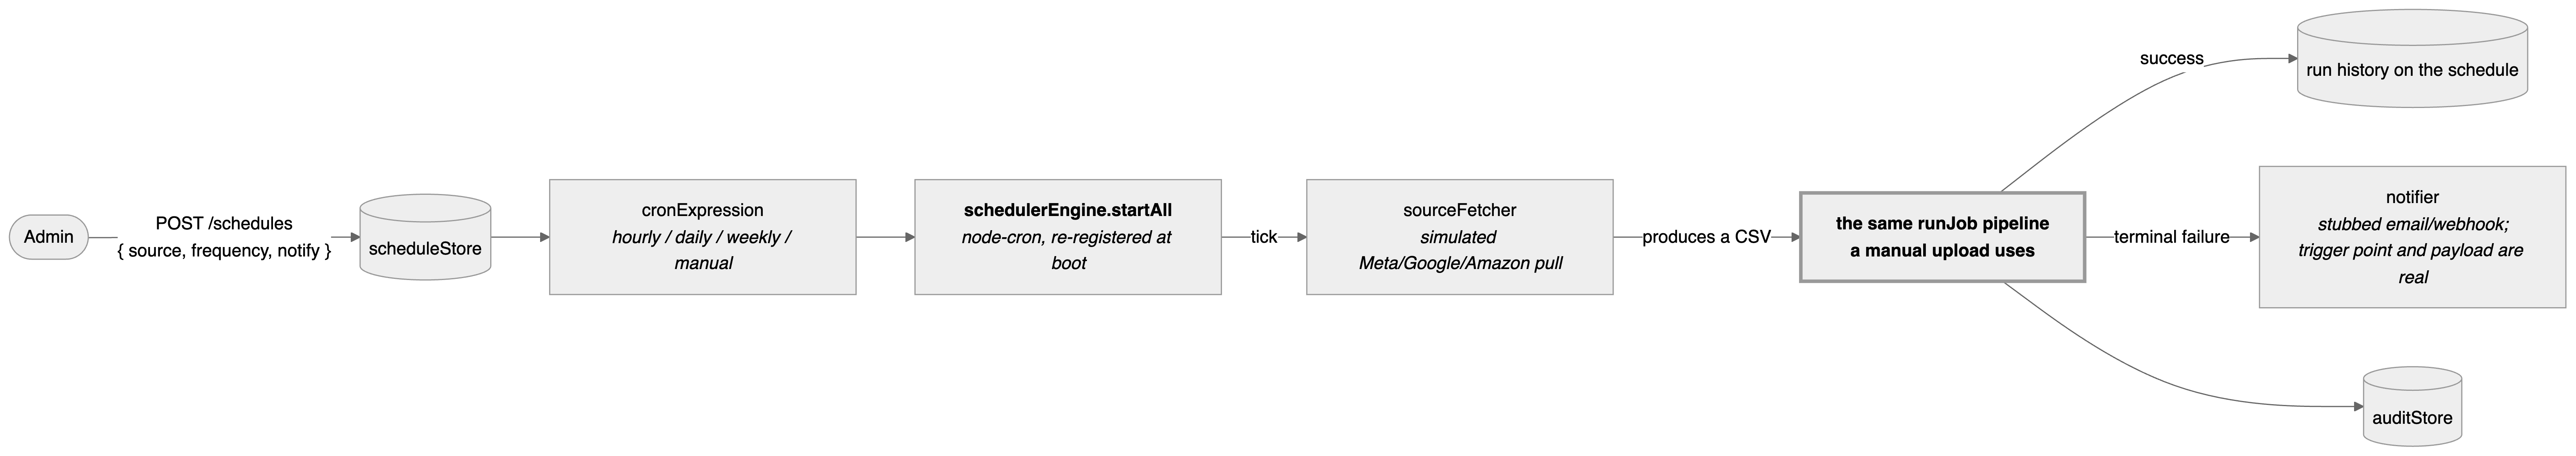 Admin
POST /schedules
{ source, frequency, notify }
scheduleStore
cronExpression
hourly / daily / weekly /
manual
schedulerEngine.startAll
node-cron, re-registered at
boot
tick
sourceFetcher
simulated
Meta/Google/Amazon pull
produces a CSV
the same runJob pipeline
a manual upload uses
success
run history on the schedule
terminal failure
notifier
stubbed email/webhook;
trigger point and payload are
real
auditStore